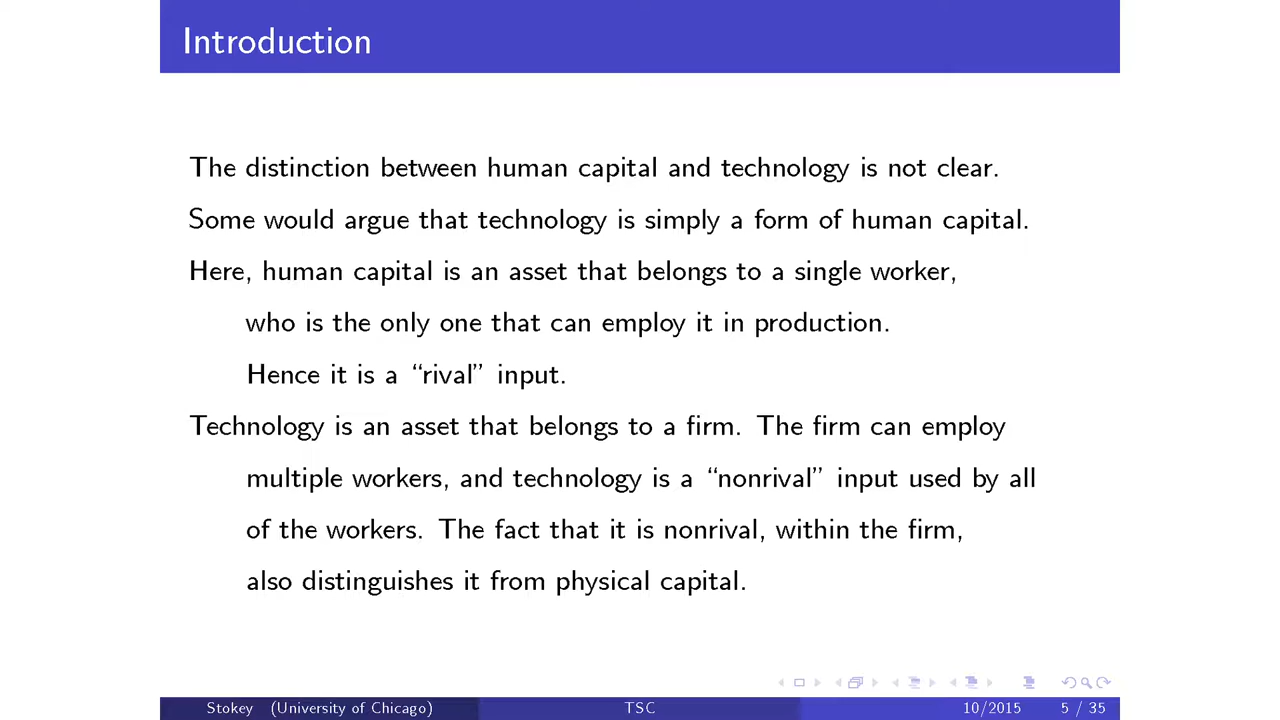 Introduction
The distinction between human capital and technology is not clear.
Some would argue that technology is simply a form of human capital.
Here, human capital is an asset that belongs to a single worker,
who is the only one that can employ it in production.
Hence it is a “rival” input.
Technology is an asset that belongs to a firm. The firm can employ
multiple workers, and technology is a “nonrival” input used by all
of the workers. The fact that it is nonrival, within the firm,
also distinguishes it from physical capital.
Stokey (University of Chicago) TSC 10/2015 5 / 35